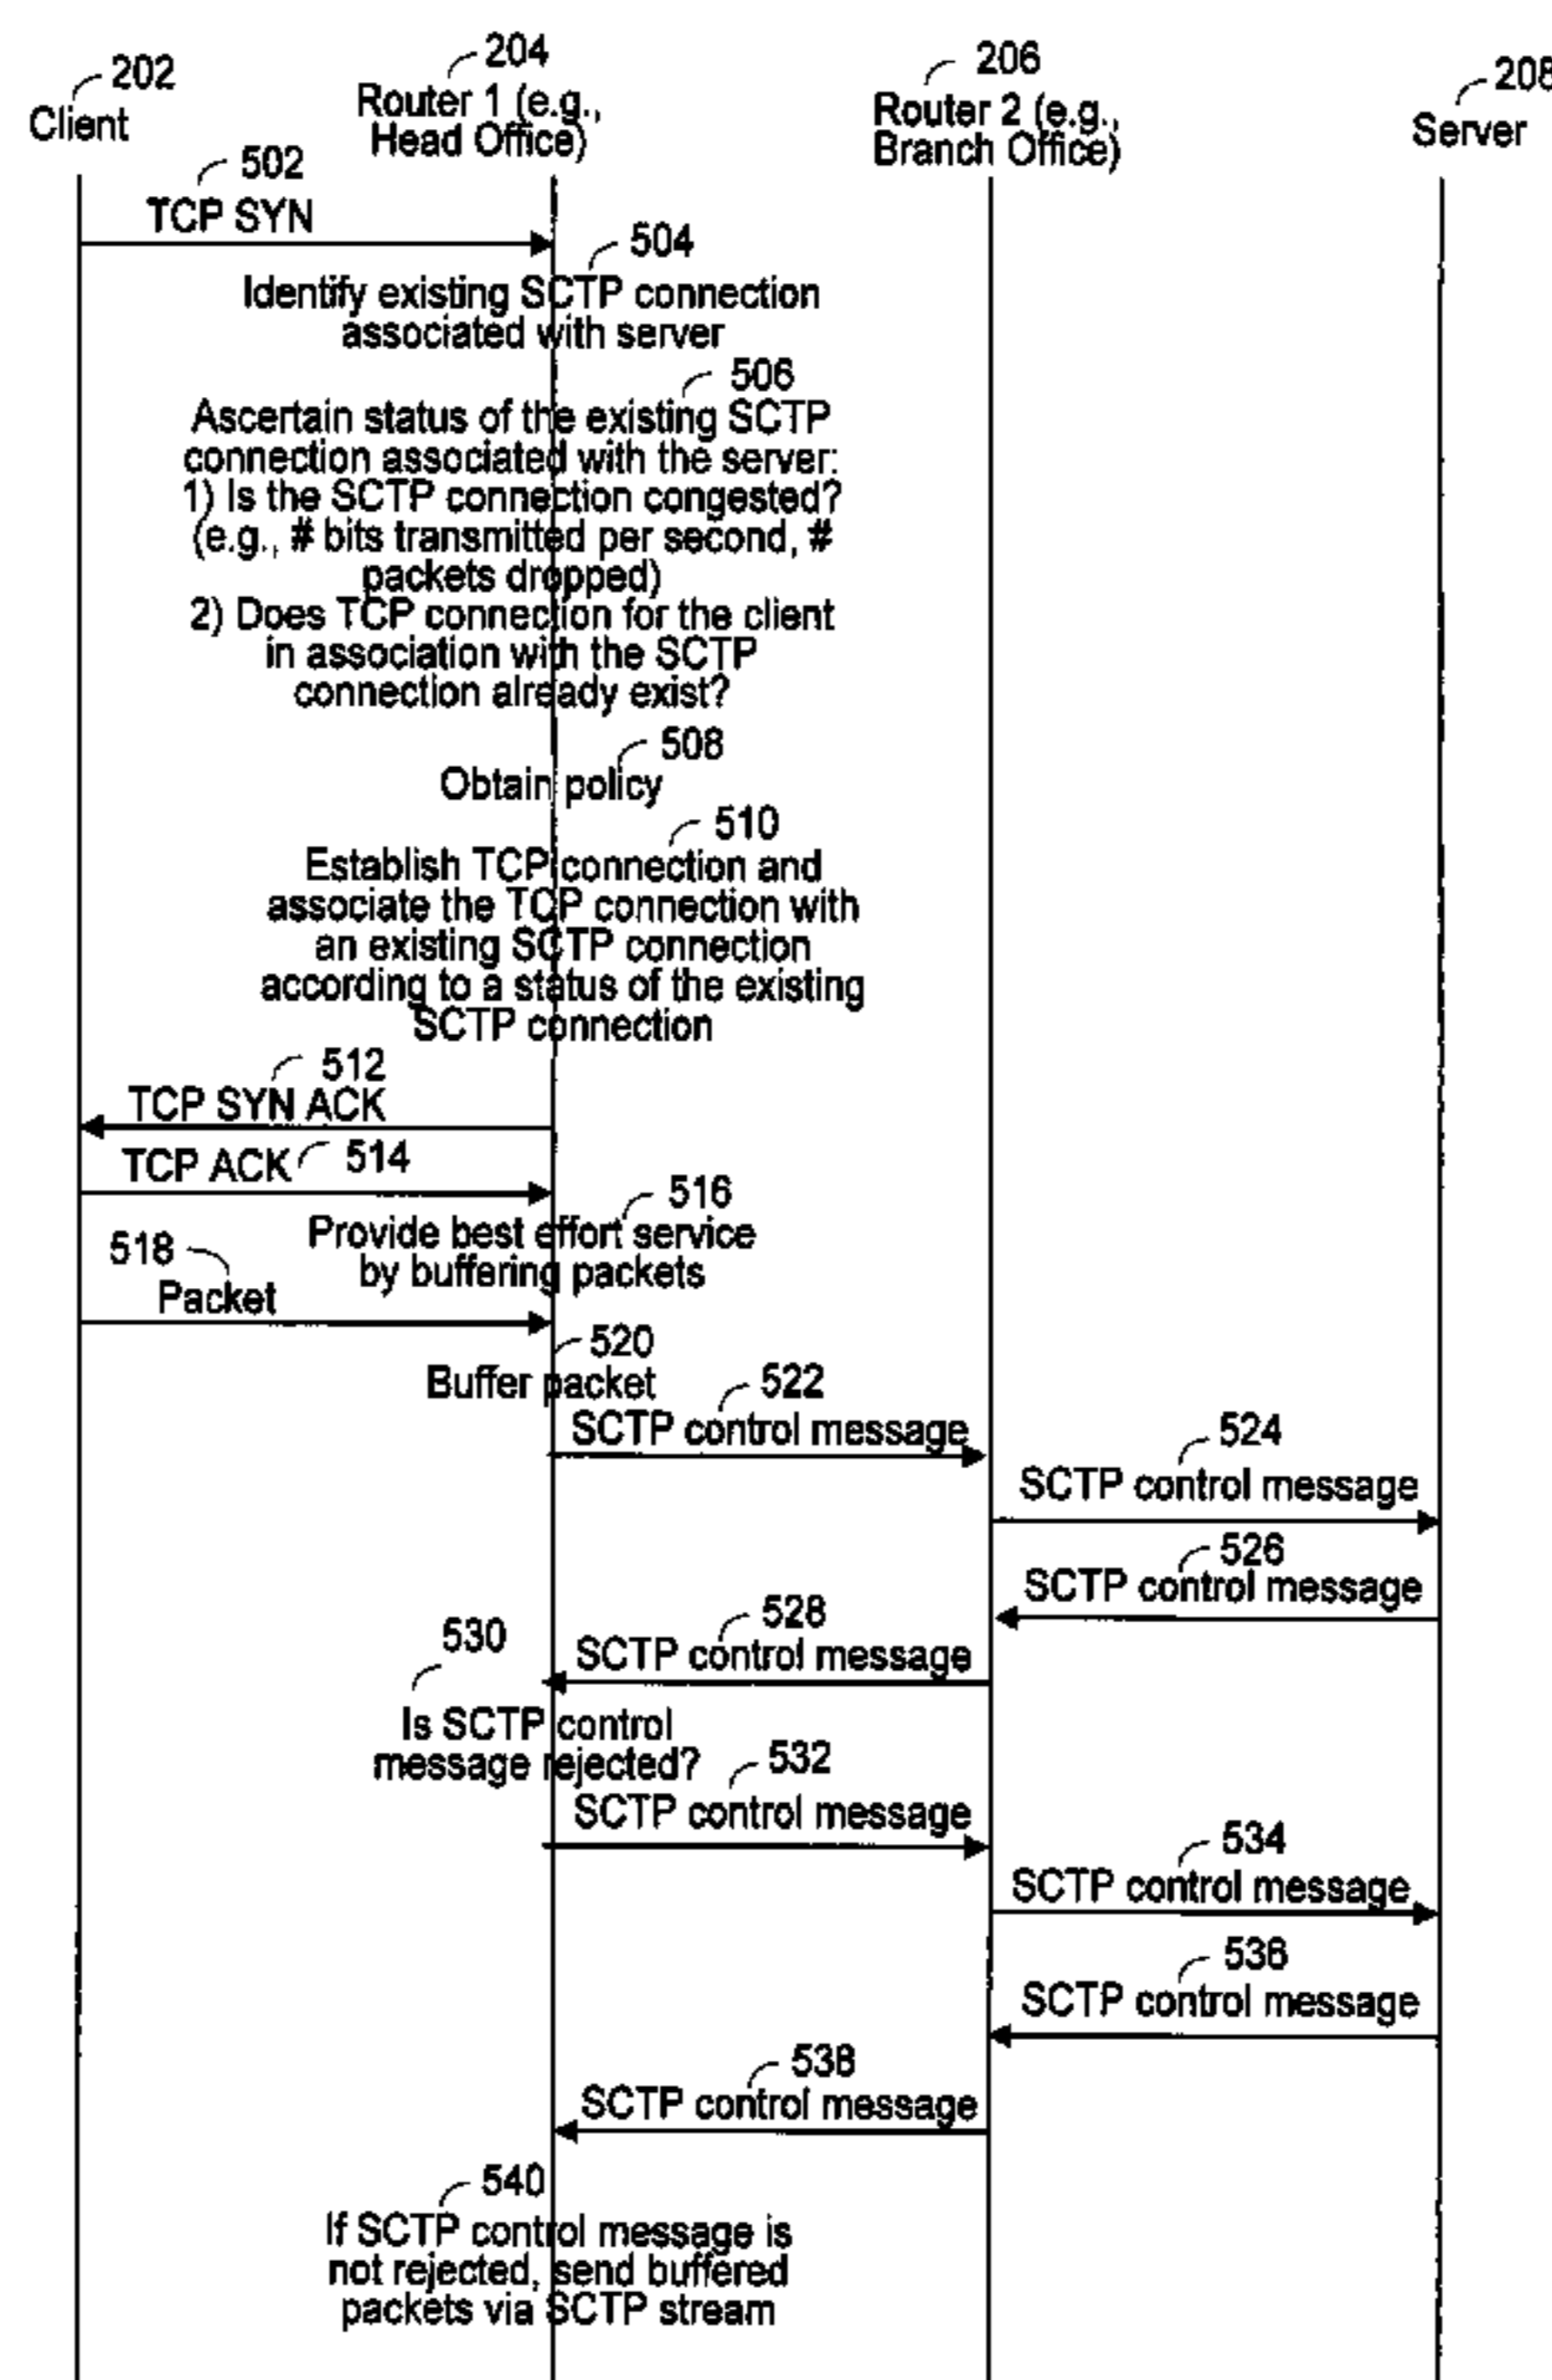 202
Client
204
Router 1 (e.g.,
Head Office)
206
Router 2 (e.g.,
Branch Office)
208
Server
502
TCP SYN
504
Identify existing SCTP connection
associated with server
506
Ascertain status of the existing SCTP
connection associated with the server:
1) Is the SCTP connection congested?
(e.g., # bits transmitted per second, #
packets dropped)
2) Does TCP connection for the client
in association with the SCTP
connection already exist?
508
Obtain policy
510
Establish TCP connection and
associate the TCP connection with
an existing SCTP connection
according to a status of the existing
SCTP connection
512
TCP SYN ACK
TCP ACK 514
516
Provide best effort service
by buffering packets
518
Packet
520
Buffer packet
522
SCTP control message
524
SCTP control message
526
SCTP control message
528
SCTP control message
530
Is SCTP control
message rejected?
532
SCTP control message
534
SCTP control message
536
SCTP control message
538
SCTP control message
540
If SCTP control message is
not rejected, send buffered
packets via SCTP stream